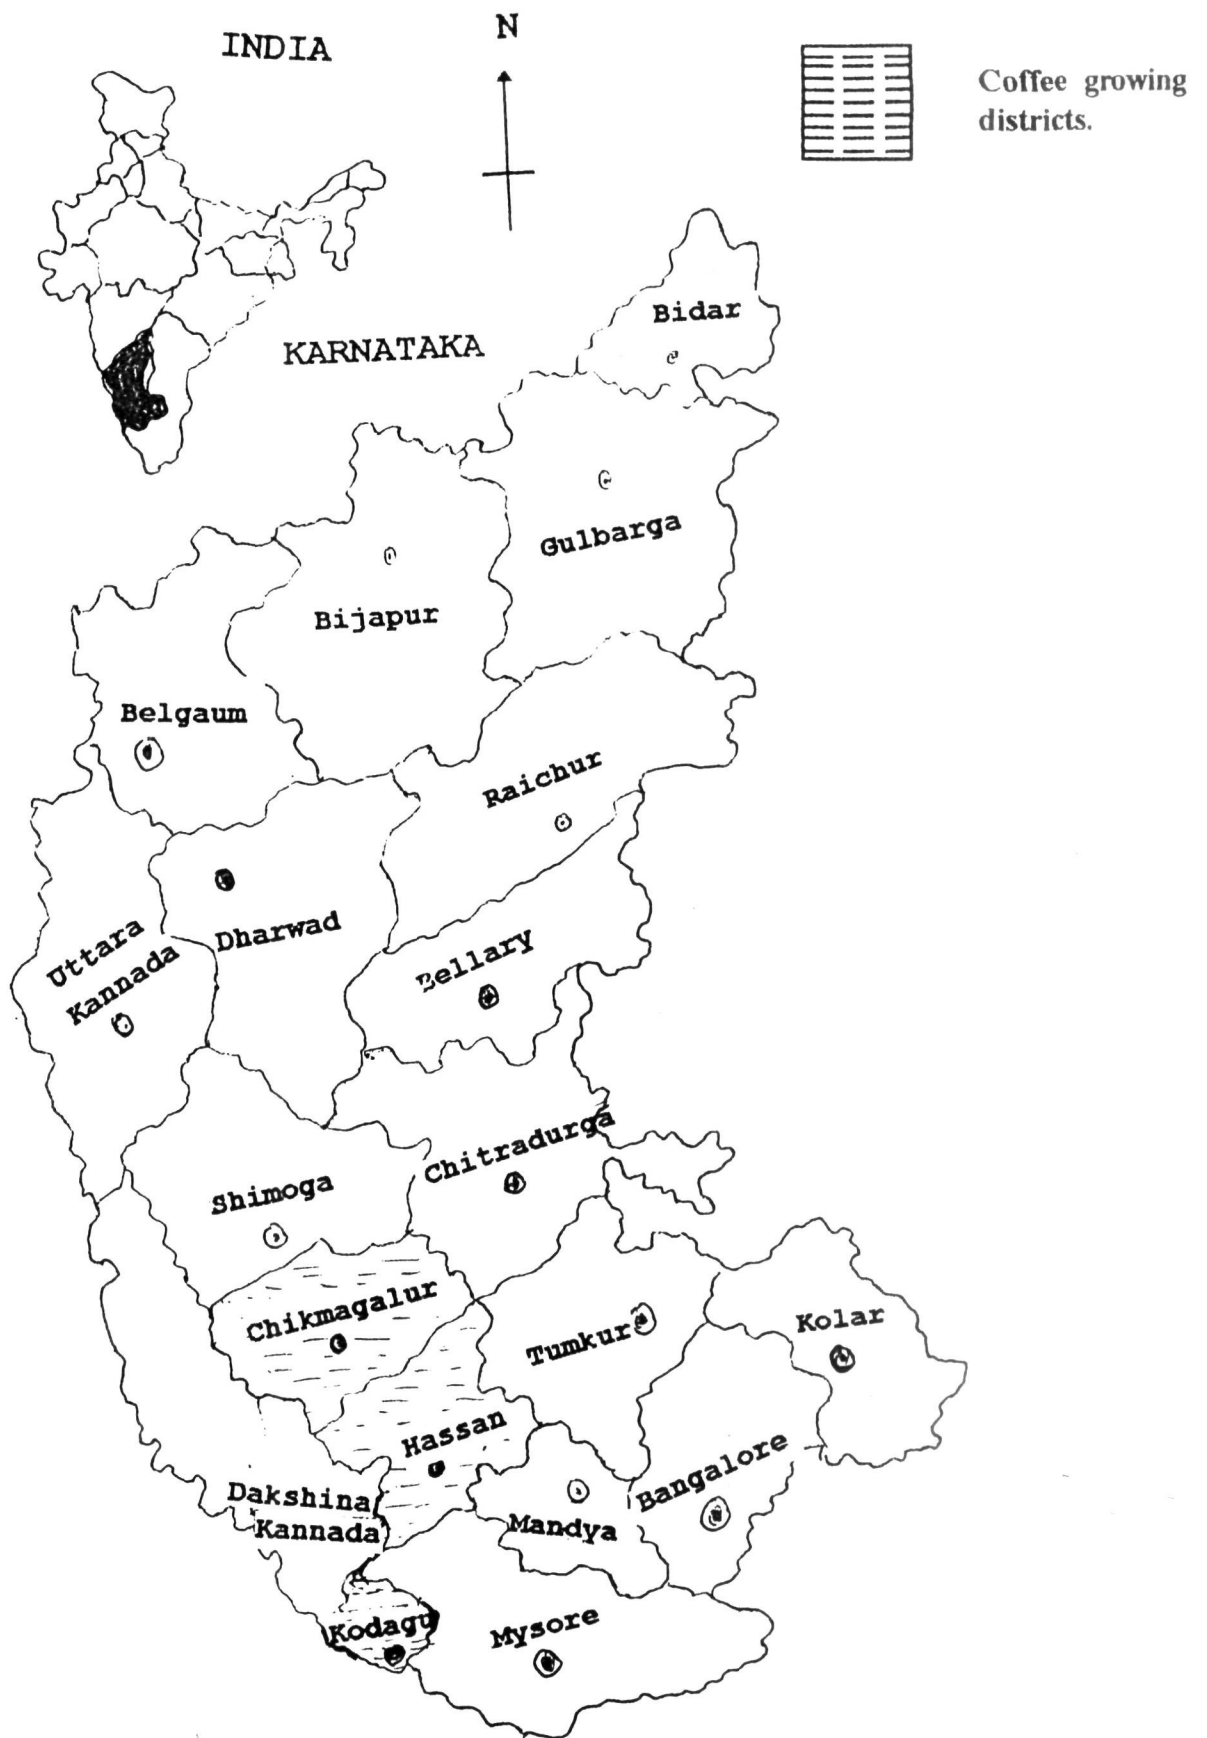 INDIA
N
Coffee growing
districts.
KARNATAKA
Bidar
Gulbarga
Bijapur
Belgaum
Raichur
Dharwad
Uttara
Kannada
Bellary
Chitradurga
Shimoga
Chikmagalur
Tumkur
Kolar
Hassan
Bangalore
Dakshina
Kannada
Mandya
Kodagu
Mysore